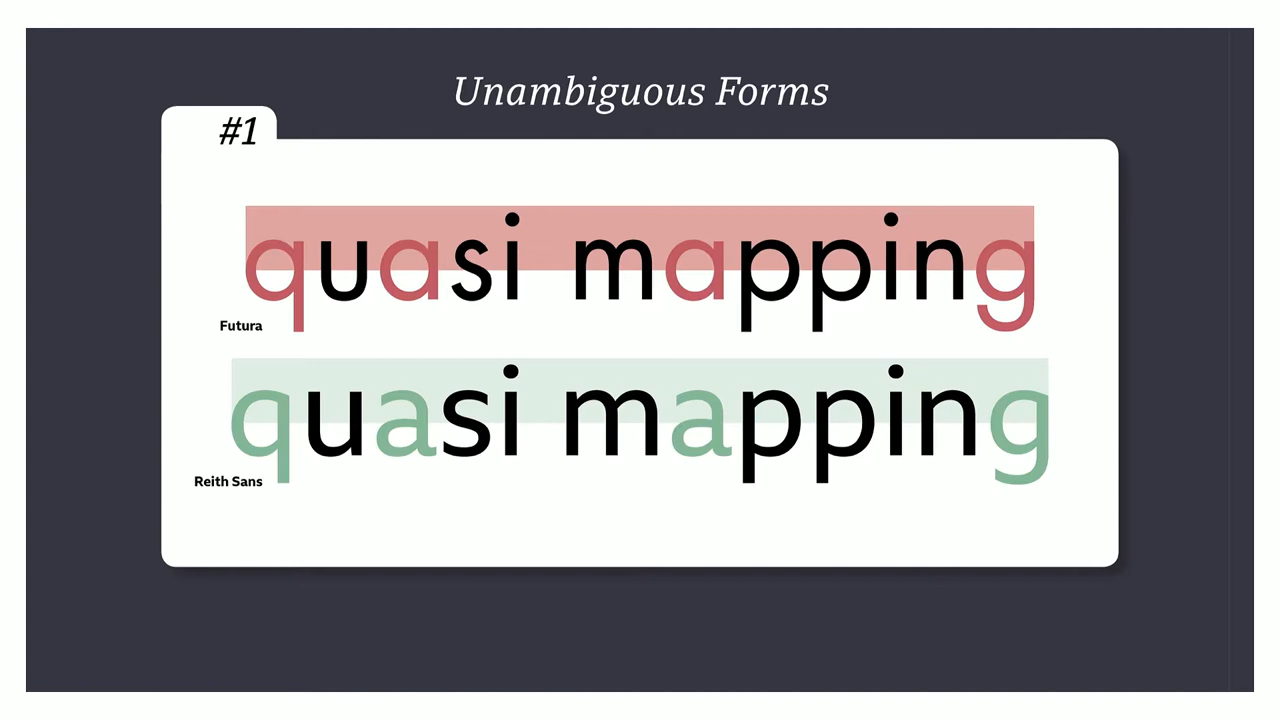 Unambiguous Forms
#1
quasi mapping
Futura
quasi mapping
Reith Sans